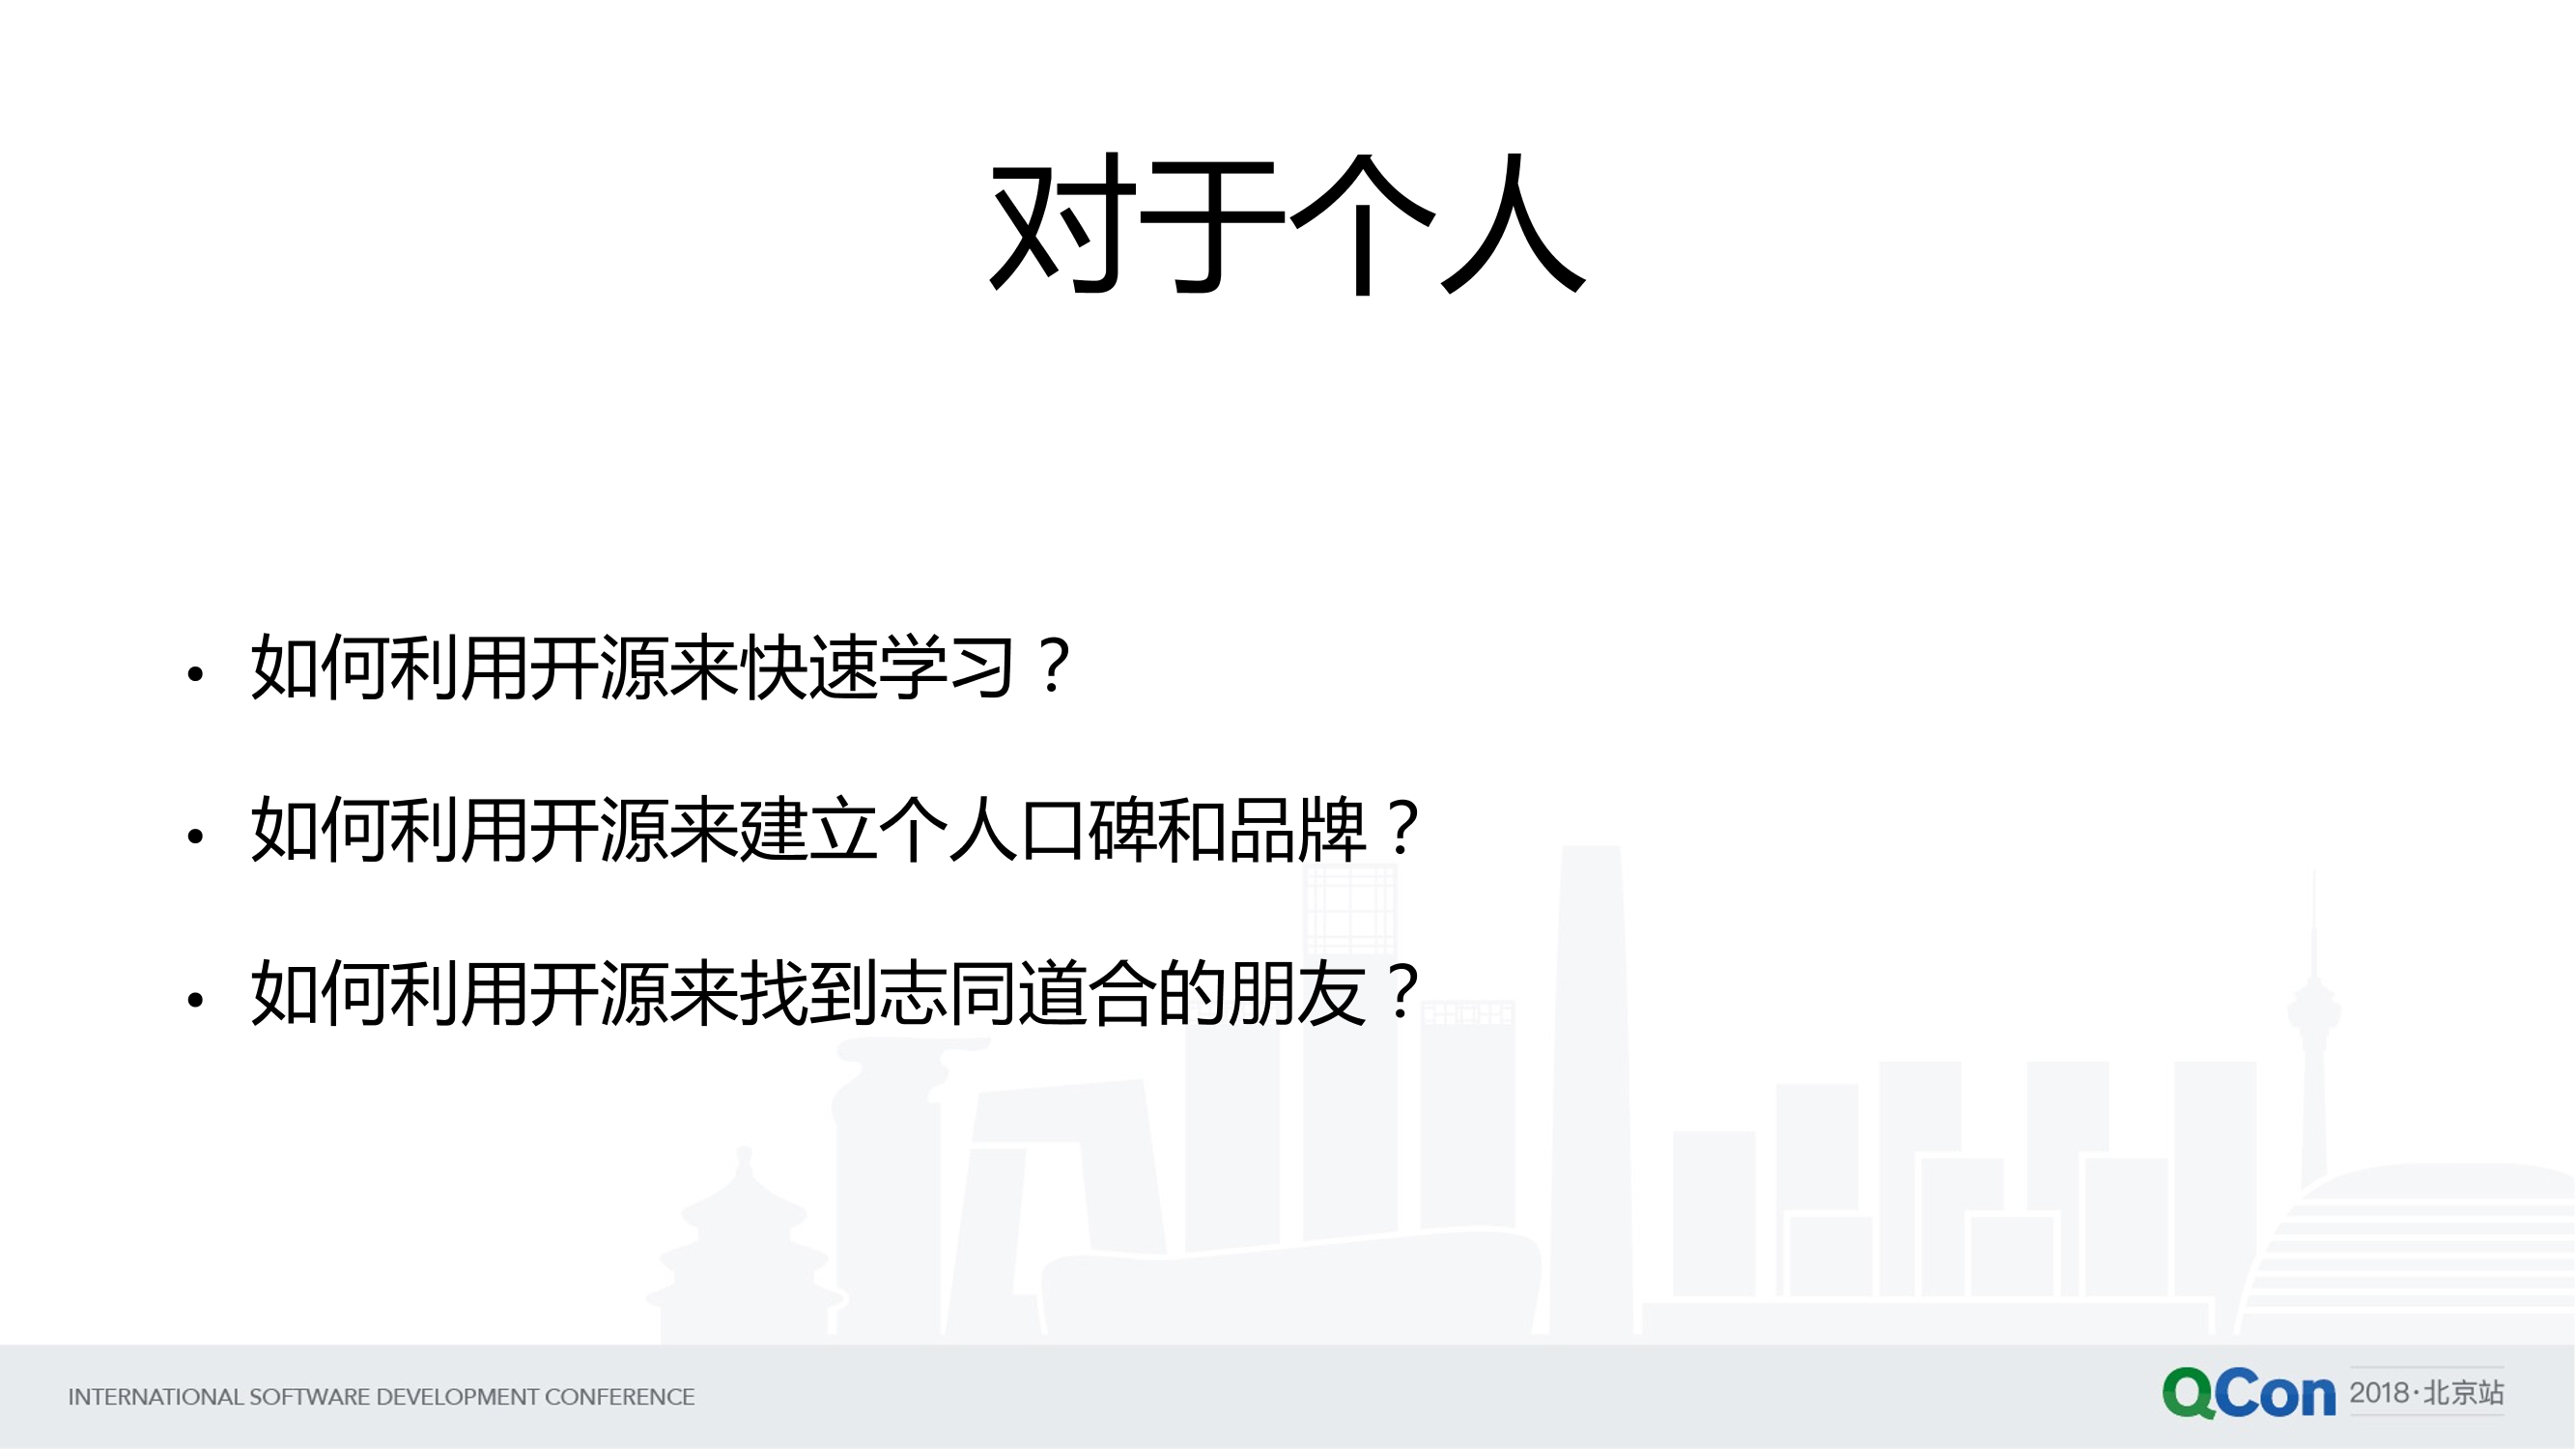 对于个人
• 如何利用开源来快速学习？
• 如何利用开源来建立个人口碑和品牌？
• 如何利用开源来找到志同道合的朋友？
INTERNATIONAL SOFTWARE DEVELOPMENT CONFERENCE
QCon 2018·北京站